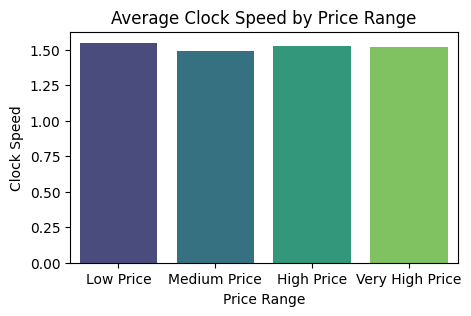 Average Clock Speed by Price Range
Clock Speed
1.50
1.25
1.00
0.75
0.50
0.25
0.00
Low Price Medium Price High Price Very High Price
Price Range